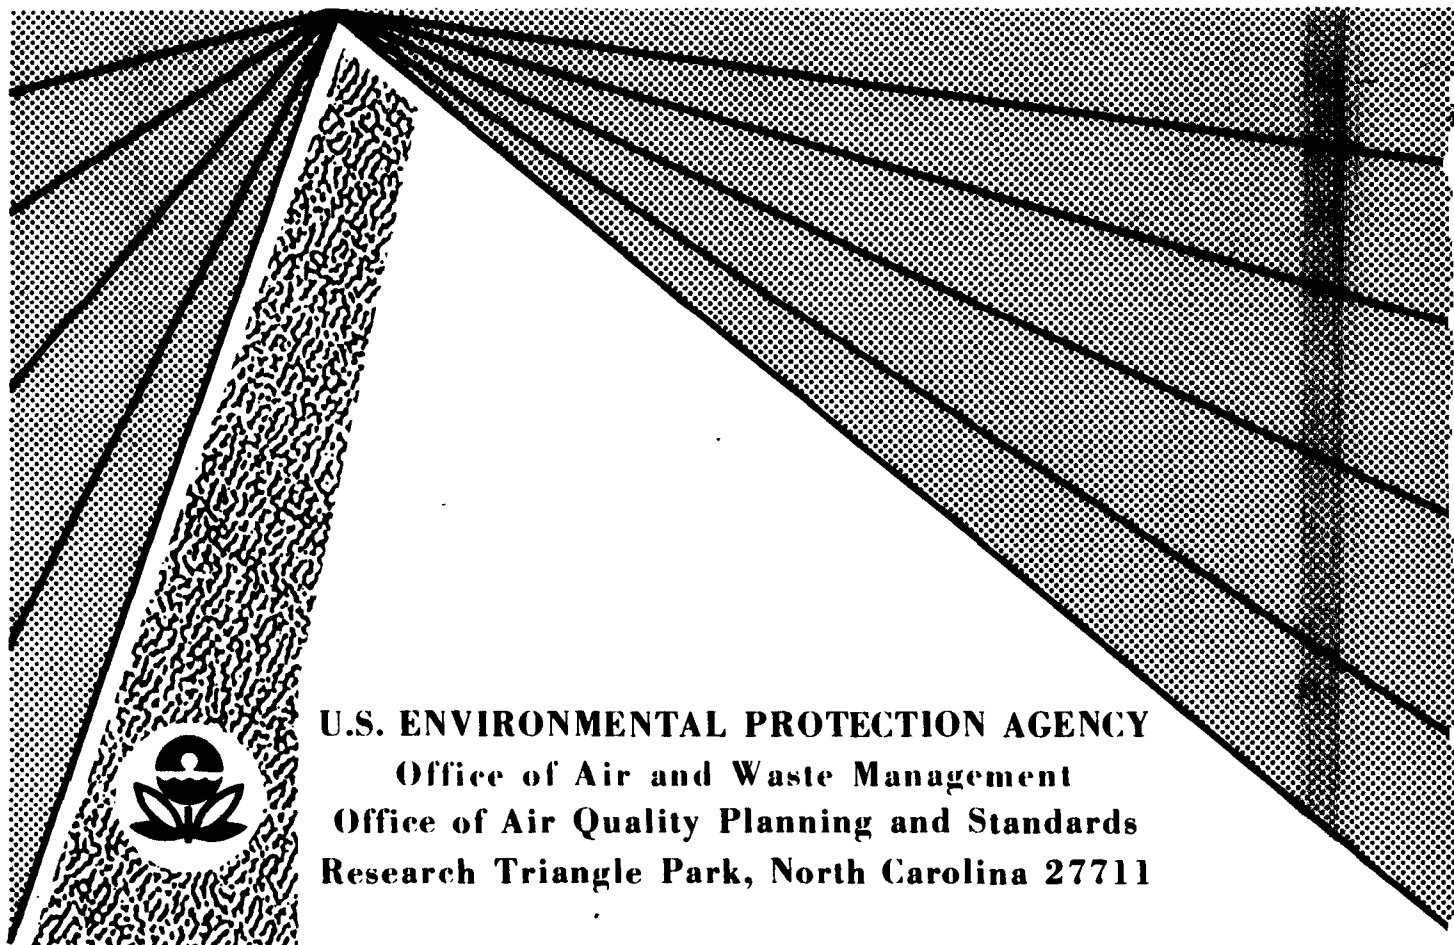 U.S. ENVIRONMENTAL PROTECTION AGENCY
Office of Air and Waste Management
Office of Air Quality Planning and Standards
Research Triangle Park, North Carolina 27711